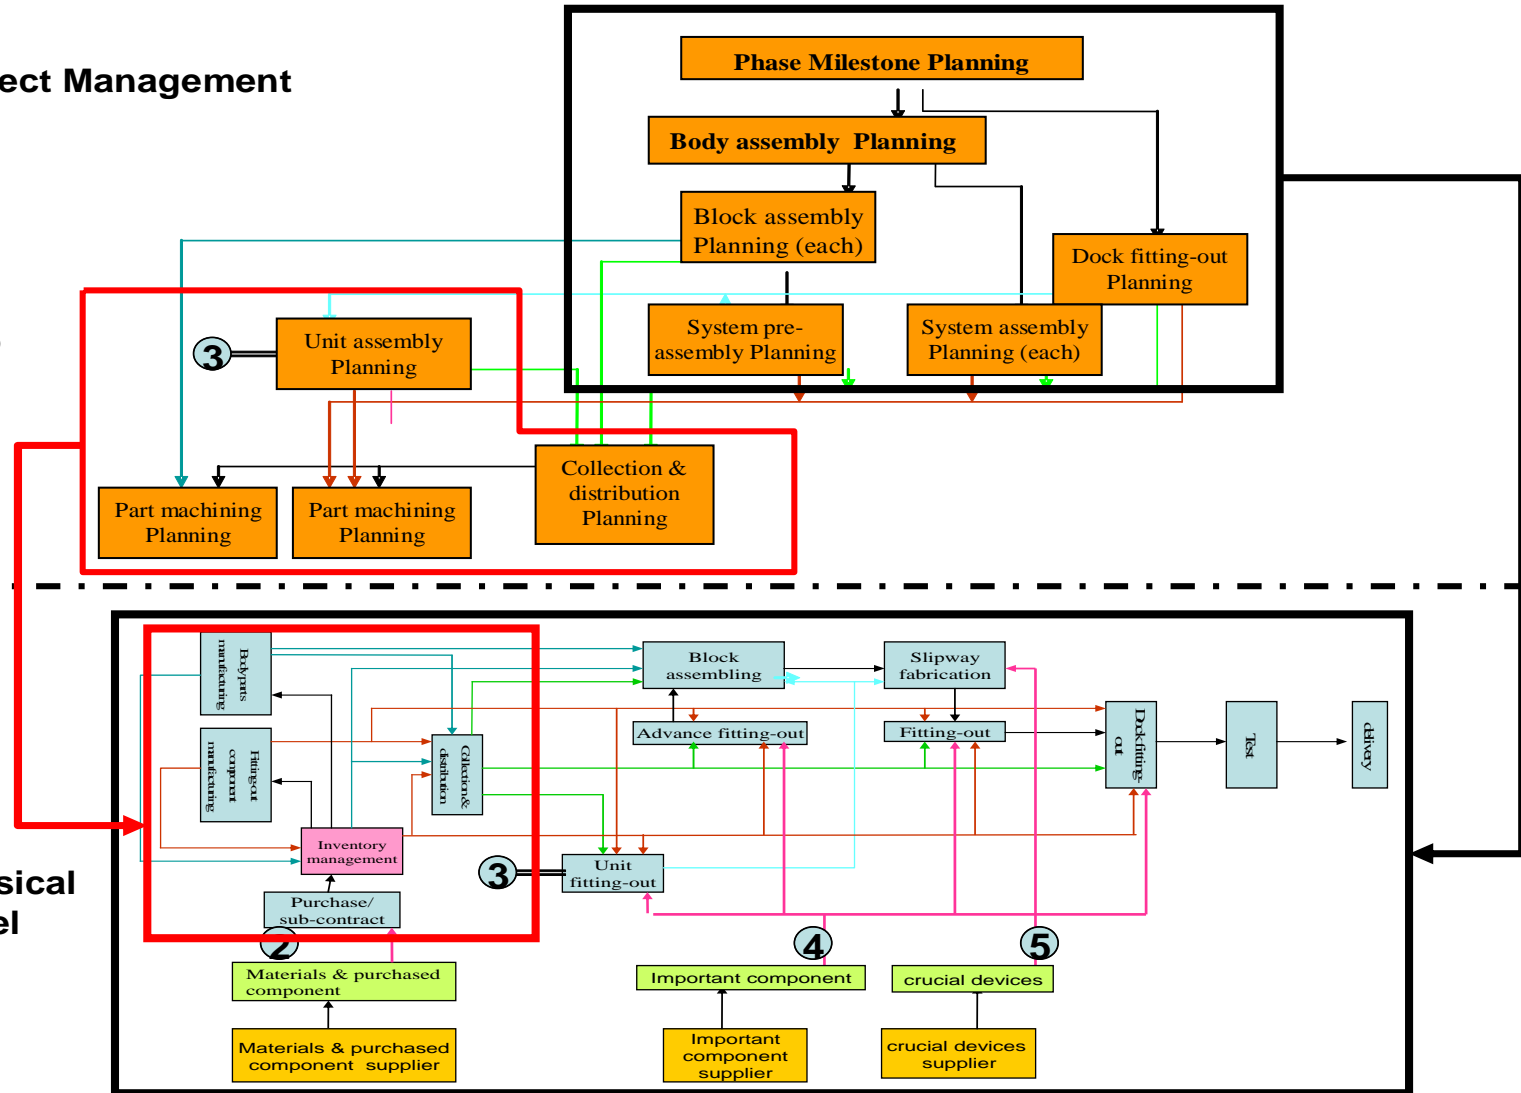 ect Management
Phase Milestone Planning
Body assembly Planning
Block assembly
Planning (each)
Dock fitting-out
Planning
System pre-
assembly Planning
System assembly
Planning (each)
3
Unit assembly
Planning
Collection &
distribution
Planning
Part machining
Planning
Part machining
Planning
Body parts
manufacturing
Block
assembling
Slipway
fabrication
Advance fitting-out
Fitting-out
Dock fitting-
out
Test
delivery
Fitting-out
component
manufacturing
Collection &
distribution
Inventory
management
3
Unit
fitting-out
sical
el
Purchase/
sub-contract
2
4
5
Materials & purchased
component
Important component
crucial devices
Materials & purchased
component supplier
Important
component
supplier
crucial devices
supplier